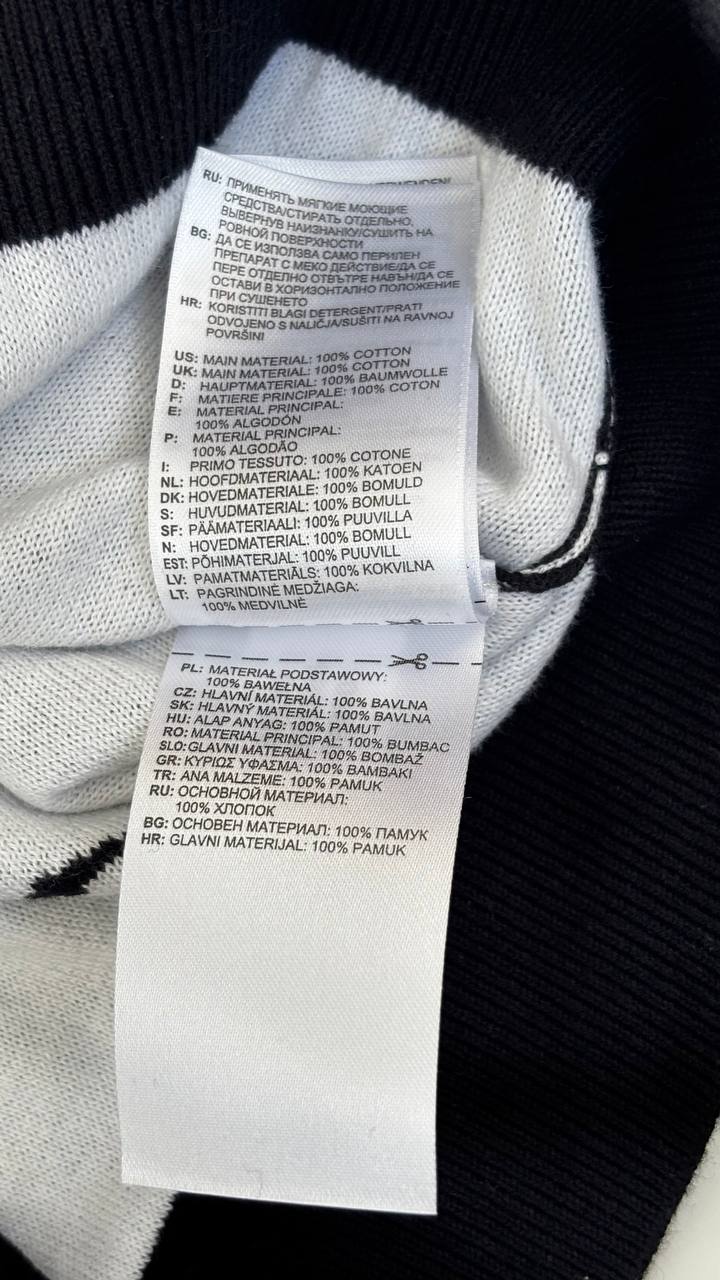 RU: ПРИМЕНЯТЬ МЯГКИЕ МОЮЩИЕ
СРЕДСТВА/СТИРАТЬ ОТДЕЛЬНО,
ВЫВЕРНУВ НАИЗНАНКУ/СУШИТЬ НА
РОВНОЙ ПОВЕРХНОСТИ
BG: ДА СЕ ИЗПОЛЗВА САМО ПЕРИЛЕН
ПРЕПАРАТ С МЕКО ДЕЙСТВИЕ/ДА СЕ
ПЕРЕ ОТДЕЛНО ОТВЪТРЕ НАВЪН/ДА СЕ
ОСТАВИ В ХОРИЗОНТАЛНО ПОЛОЖЕНИЕ
ПРИ СУШЕНЕТО
HR: KORISTITI BLAGI DETERGENT/PRATI
ODVOJENO S NALIČJA/SUŠITI NA RAVNOJ
POVRŠINI
US: MAIN MATERIAL: 100% COTTON
UK: MAIN MATERIAL: 100% COTTON
D: HAUPTMATERIAL: 100% BAUMWOLLE
F: MATIERE PRINCIPALE: 100% COTON
E: MATERIAL PRINCIPAL:
100% ALGODÓN
P: MATERIAL PRINCIPAL:
100% ALGODÃO
I: PRIMO TESSUTO: 100% COTONE
NL: HOOFDMATERIAAL: 100% KATOEN
DK: HOVEDMATERIALE: 100% BOMULD
S: HUVUDMATERIAL: 100% BOMULL
SF: PÄÄMATERIAALI: 100% PUUVILLA
N: HOVEDMATERIALE: 100% BOMULL
EST: PÕHIMATERJAL: 100% PUUVILL
LV: PAMATMATERIĀLS: 100% KOKVILNA
LT: PAGRINDINĖ MEDŽIAGA:
100% MEDVILNĖ
PL: MATERIAŁ PODSTAWOWY:
100% BAWEŁNA
CZ: HLAVNÍ MATERIÁL: 100% BAVLNA
SK: HLAVNÝ MATERIÁL: 100% BAVLNA
HU: ALAP ANYAG: 100% PAMUT
RO: MATERIAL PRINCIPAL: 100% BUMBAC
SLO: GLAVNI MATERIAL: 100% BOMBAŽ
GR: ΚΥΡΙΩΣ ΥΦΑΣΜΑ: 100% ΒΑΜΒΑΚΙ
TR: ANA MALZEME: 100% PAMUK
RU: ОСНОВНОЙ МАТЕРИАЛ:
100% ХЛОПОК
BG: ОСНОВЕН МАТЕРИАЛ: 100% ПАМУК
HR: GLAVNI MATERIJAL: 100% PAMUK